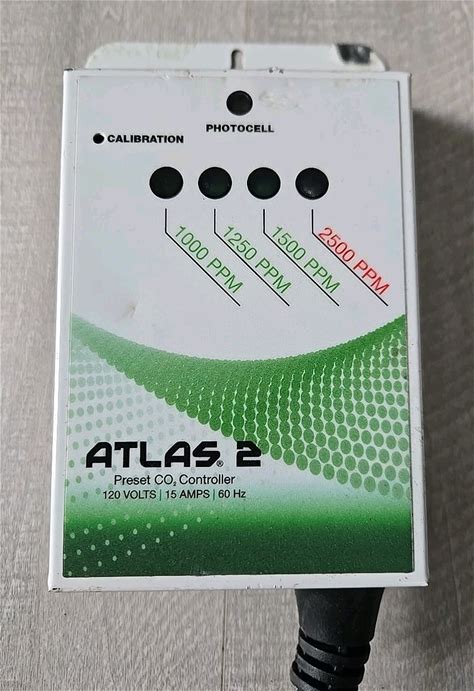 PHOTOCELL
CALIBRATION
1000 PPM
1250 PPM
1500 PPM
2500 PPM
ATLAS® 2
Preset CO₂ Controller
120 VOLTS | 15 AMPS | 60 Hz